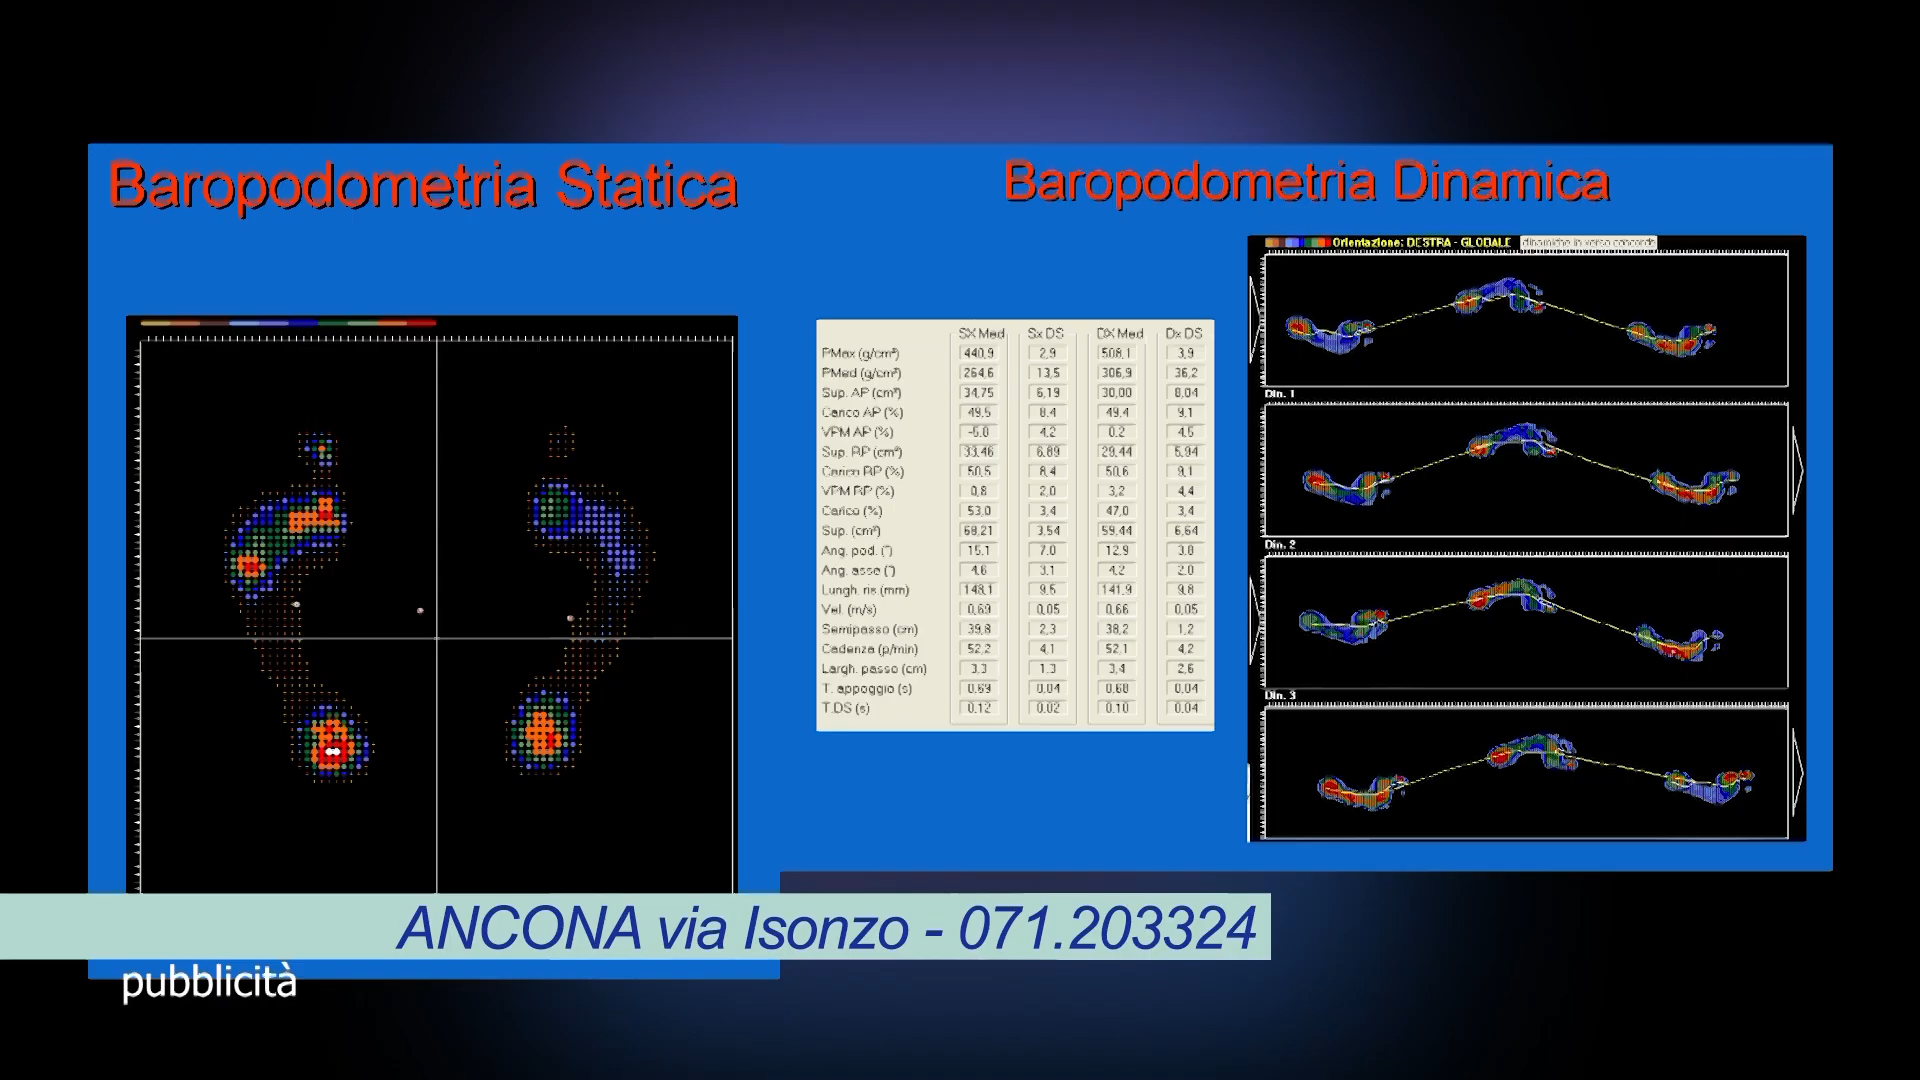 Baropodometria Statica
Baropodometria Dinamica
Orientazione: DESTRA - GLOBALE dinamiche in verso concorde
SX Med Sx DS DX Med Dx DS
PMax (g/cm²) 440,9 2,9 508,1 3,9
PMed (g/cm²) 264,6 13,5 306,9 36,2
Sup. AP (cm²) 34,75 6,19 30,00 8,04
Carico AP (%) 49,5 8,4 49,4 9,1
VPM AP (%) -5,0 4,2 0,2 4,5
Sup. RP (cm²) 33,46 6,89 29,44 5,94
Carico RP (%) 50,5 8,4 50,6 9,1
VPM RP (%) 0,8 2,0 3,2 4,4
Carico (%) 53,0 3,4 47,0 3,4
Sup. (cm²) 68,21 3,54 59,44 6,64
Ang. pod. (°) 15,1 7,0 12,9 3,8
Ang. asse (°) 4,6 3,1 4,2 2,0
Lungh. ris (mm) 148,1 9,5 141,9 9,8
Vel. (m/s) 0,69 0,05 0,66 0,05
Semipasso (cm) 39,8 2,3 38,2 1,2
Cadenza (p/min) 52,2 4,1 52,1 4,2
Largh. passo (cm) 3,3 1,3 3,4 2,6
T. appoggio (s) 0,69 0,04 0,68 0,04
T.DS (s) 0,12 0,02 0,10 0,04
Din. 1
Din. 2
Din. 3
ANCONA via Isonzo - 071.203324
pubblicità